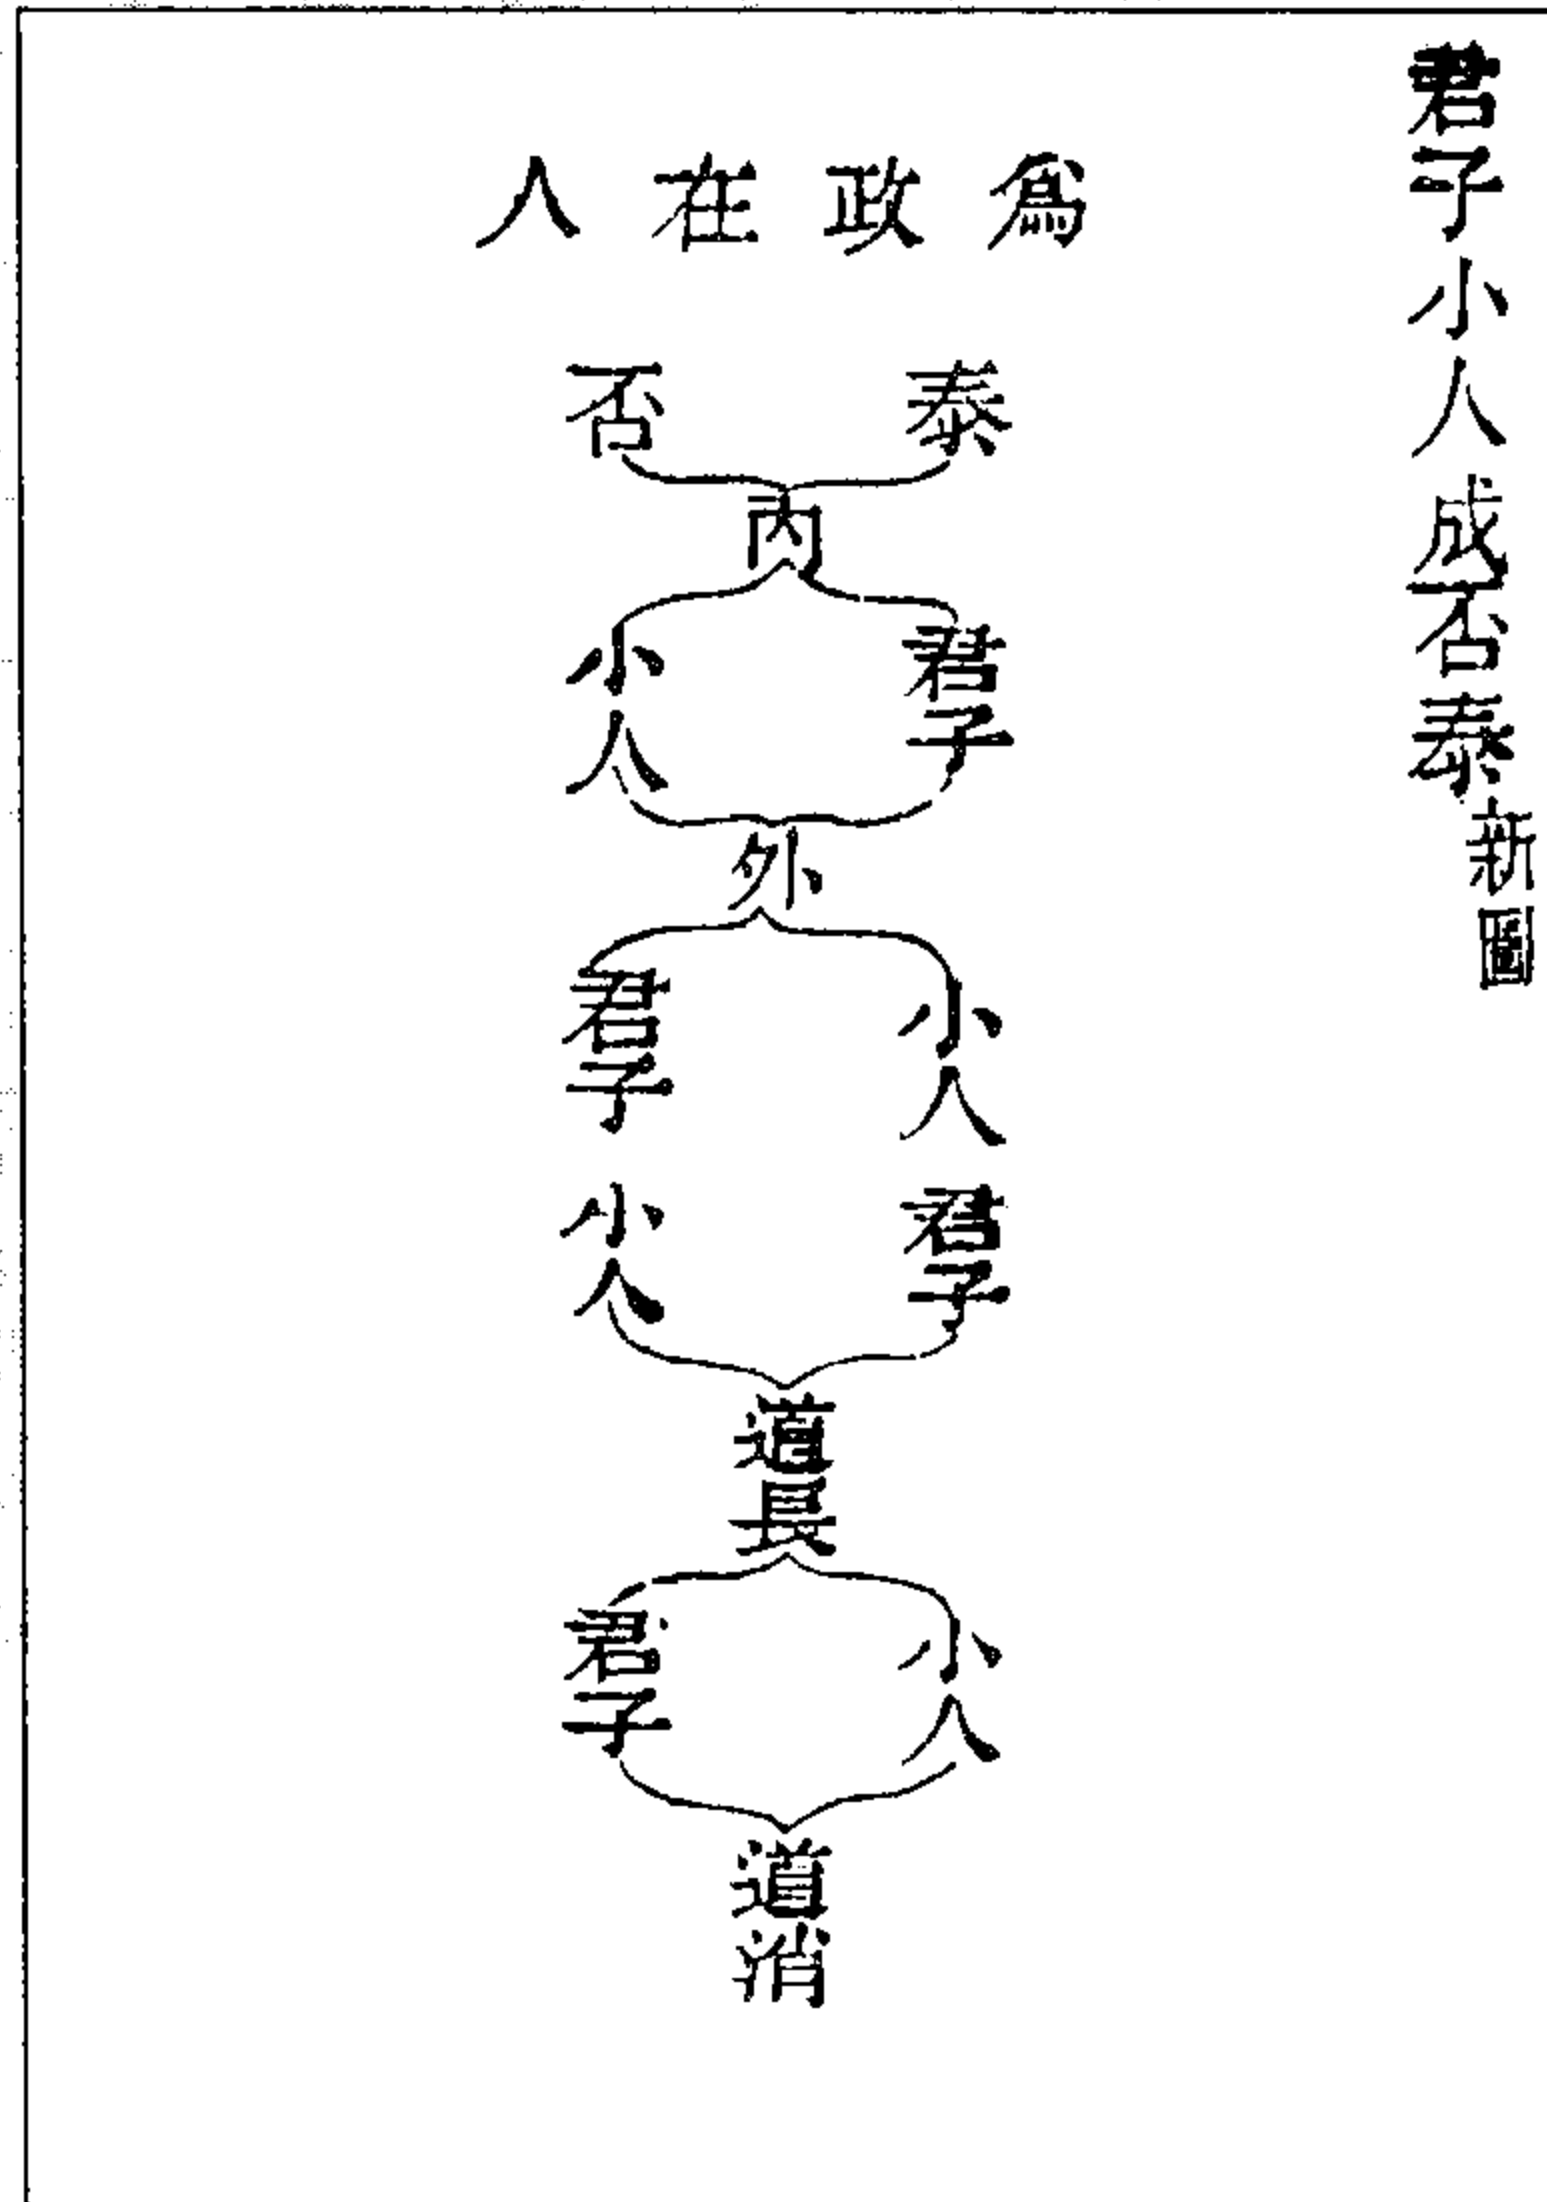 君子小人成否泰新圖
爲政在人
泰
否
內
君子
小人
外
小人
君子
君子
小人
道長
小人
君子
道消